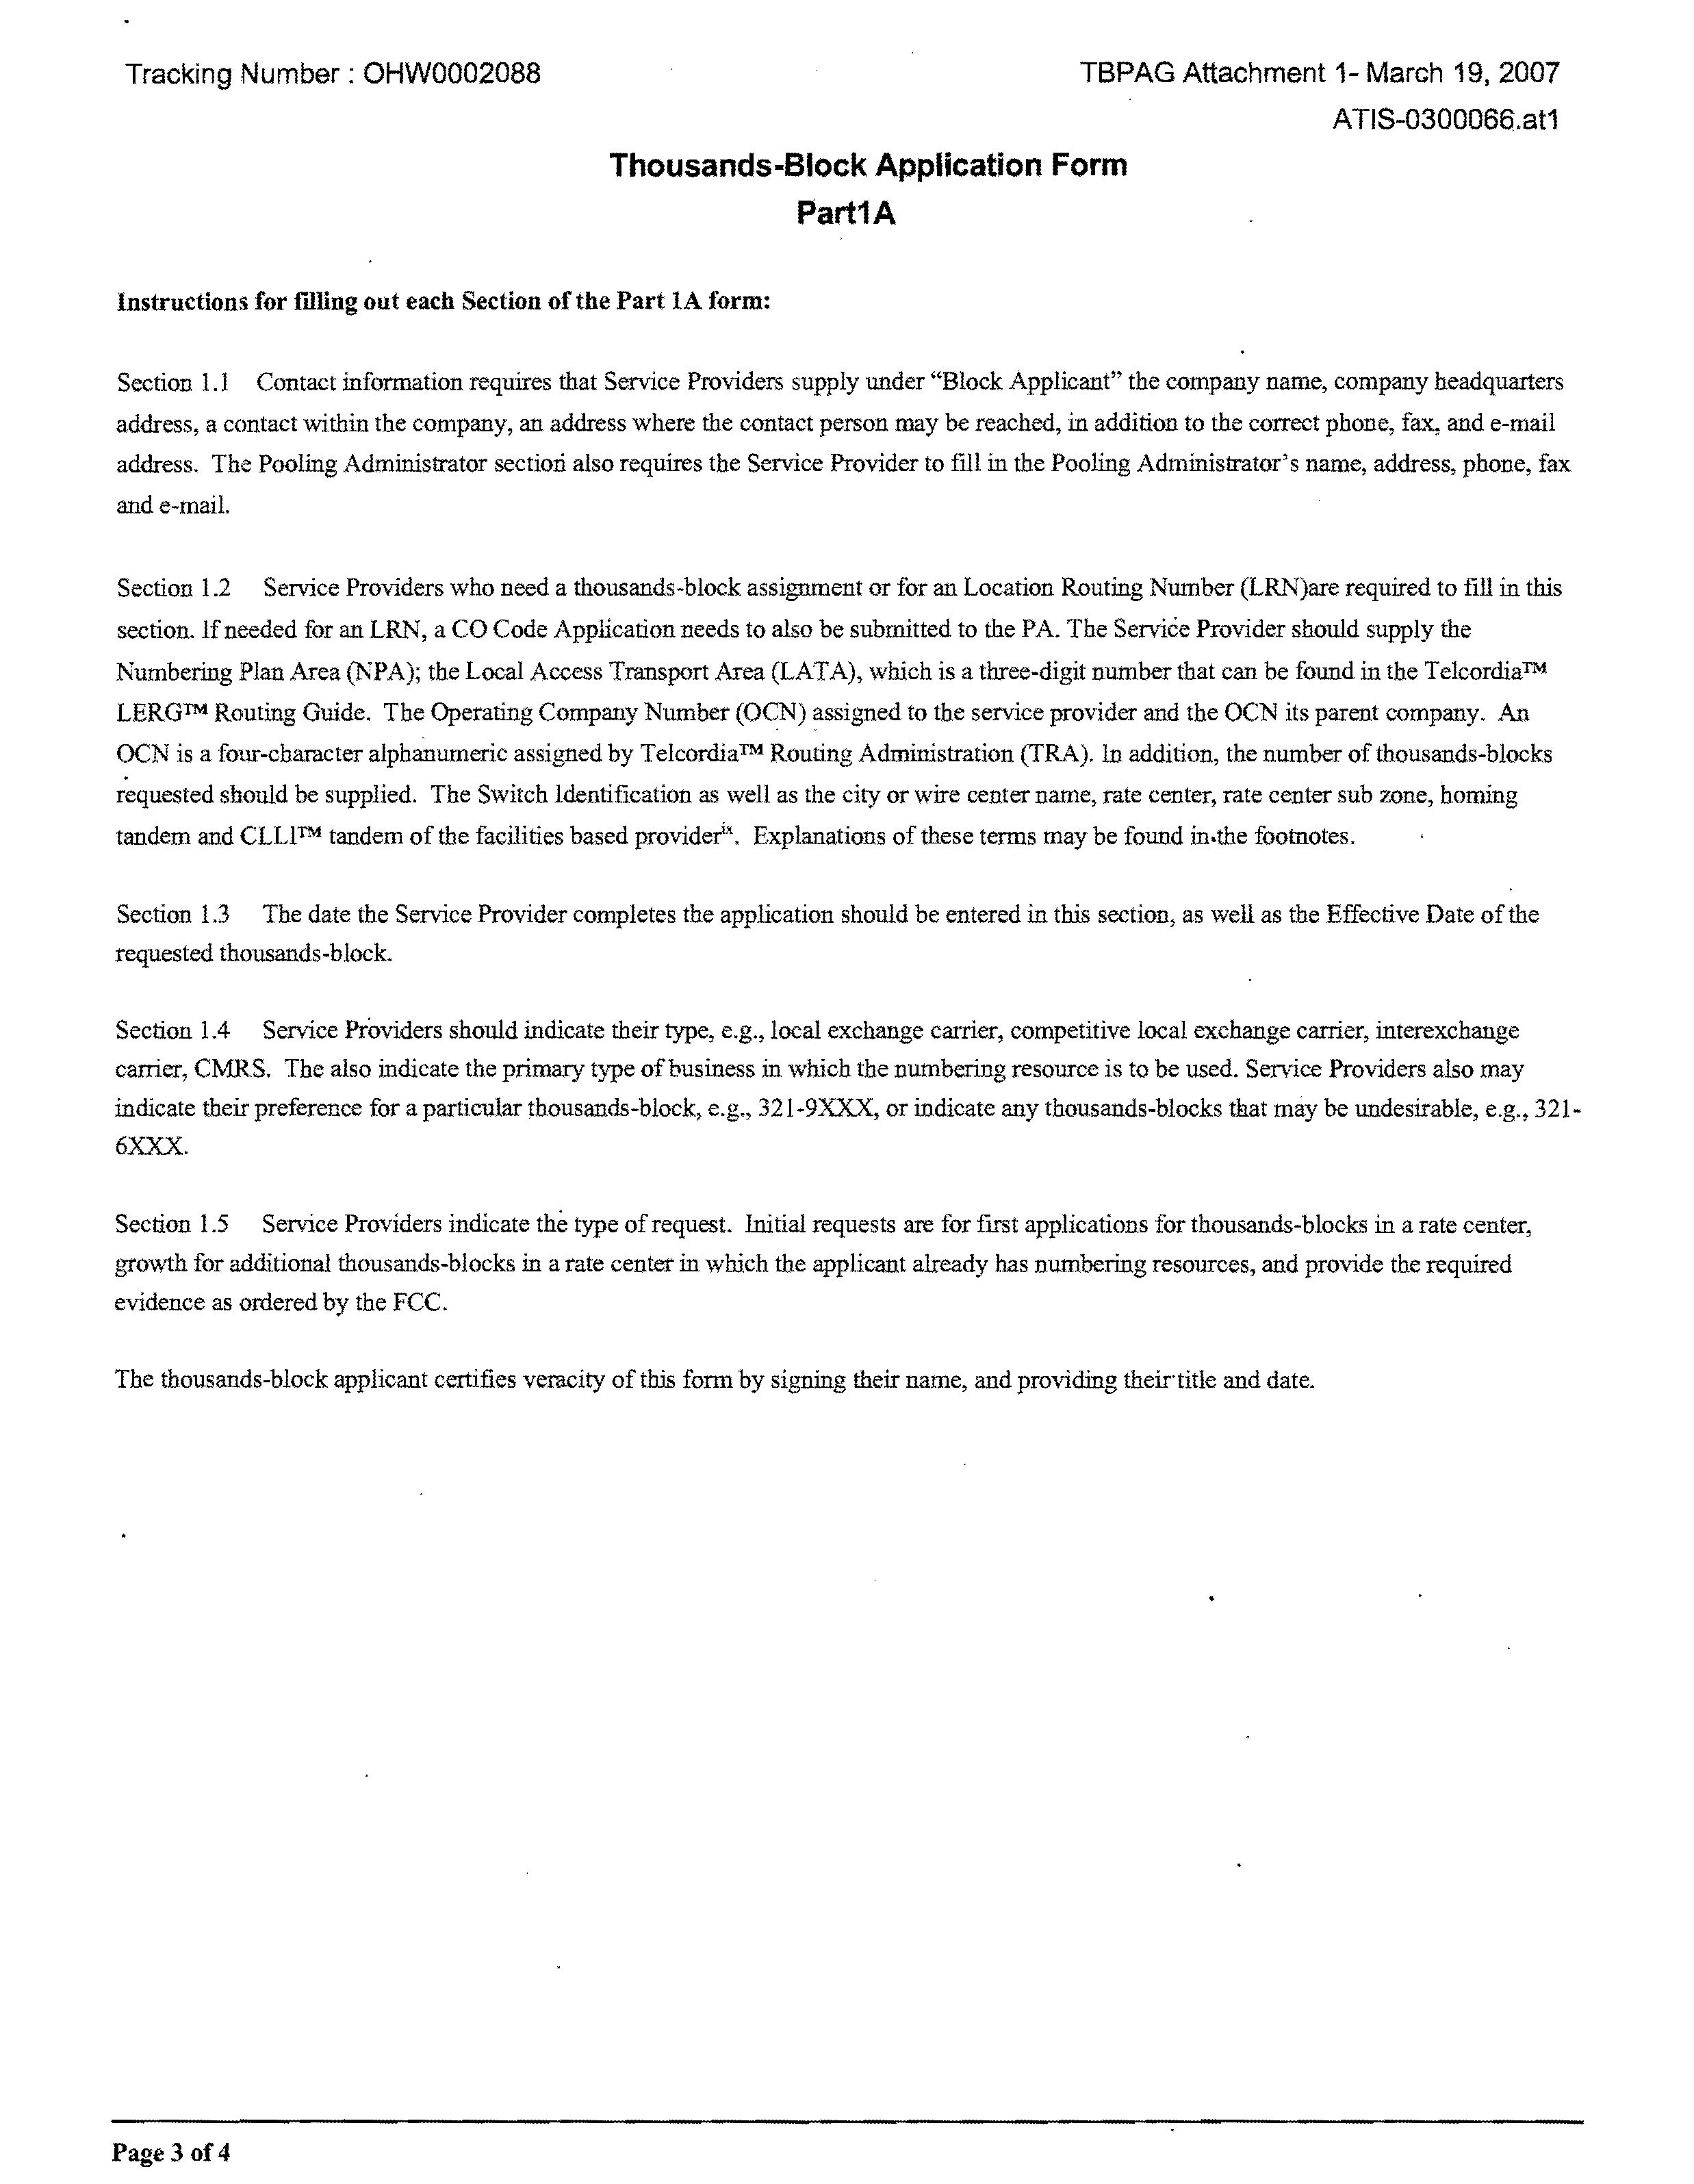 Tracking Number : OHW0002088
TBPAG Attachment 1- March 19, 2007
ATIS-0300066.at1
Thousands-Block Application Form
Part1A
Instructions for filling out each Section of the Part 1A form:
Section 1.1 Contact information requires that Service Providers supply under “Block Applicant” the company name, company headquarters
address, a contact within the company, an address where the contact person may be reached, in addition to the correct phone, fax, and e-mail
address. The Pooling Administrator section also requires the Service Provider to fill in the Pooling Administrator’s name, address, phone, fax
and e-mail.
Section 1.2 Service Providers who need a thousands-block assignment or for an Location Routing Number (LRN)are required to fill in this
section. If needed for an LRN, a CO Code Application needs to also be submitted to the PA. The Service Provider should supply the
Numbering Plan Area (NPA); the Local Access Transport Area (LATA), which is a three-digit number that can be found in the Telcordia™
LERG™ Routing Guide. The Operating Company Number (OCN) assigned to the service provider and the OCN its parent company. An
OCN is a four-character alphanumeric assigned by Telcordia™ Routing Administration (TRA). In addition, the number of thousands-blocks
requested should be supplied. The Switch Identification as well as the city or wire center name, rate center, rate center sub zone, homing
tandem and CLLI™ tandem of the facilities based providerⁱˣ. Explanations of these terms may be found in the footnotes.
Section 1.3 The date the Service Provider completes the application should be entered in this section, as well as the Effective Date of the
requested thousands-block.
Section 1.4 Service Providers should indicate their type, e.g., local exchange carrier, competitive local exchange carrier, interexchange
carrier, CMRS. The also indicate the primary type of business in which the numbering resource is to be used. Service Providers also may
indicate their preference for a particular thousands-block, e.g., 321-9XXX, or indicate any thousands-blocks that may be undesirable, e.g., 321-
6XXX.
Section 1.5 Service Providers indicate the type of request. Initial requests are for first applications for thousands-blocks in a rate center,
growth for additional thousands-blocks in a rate center in which the applicant already has numbering resources, and provide the required
evidence as ordered by the FCC.
The thousands-block applicant certifies veracity of this form by signing their name, and providing their title and date.
Page 3 of 4